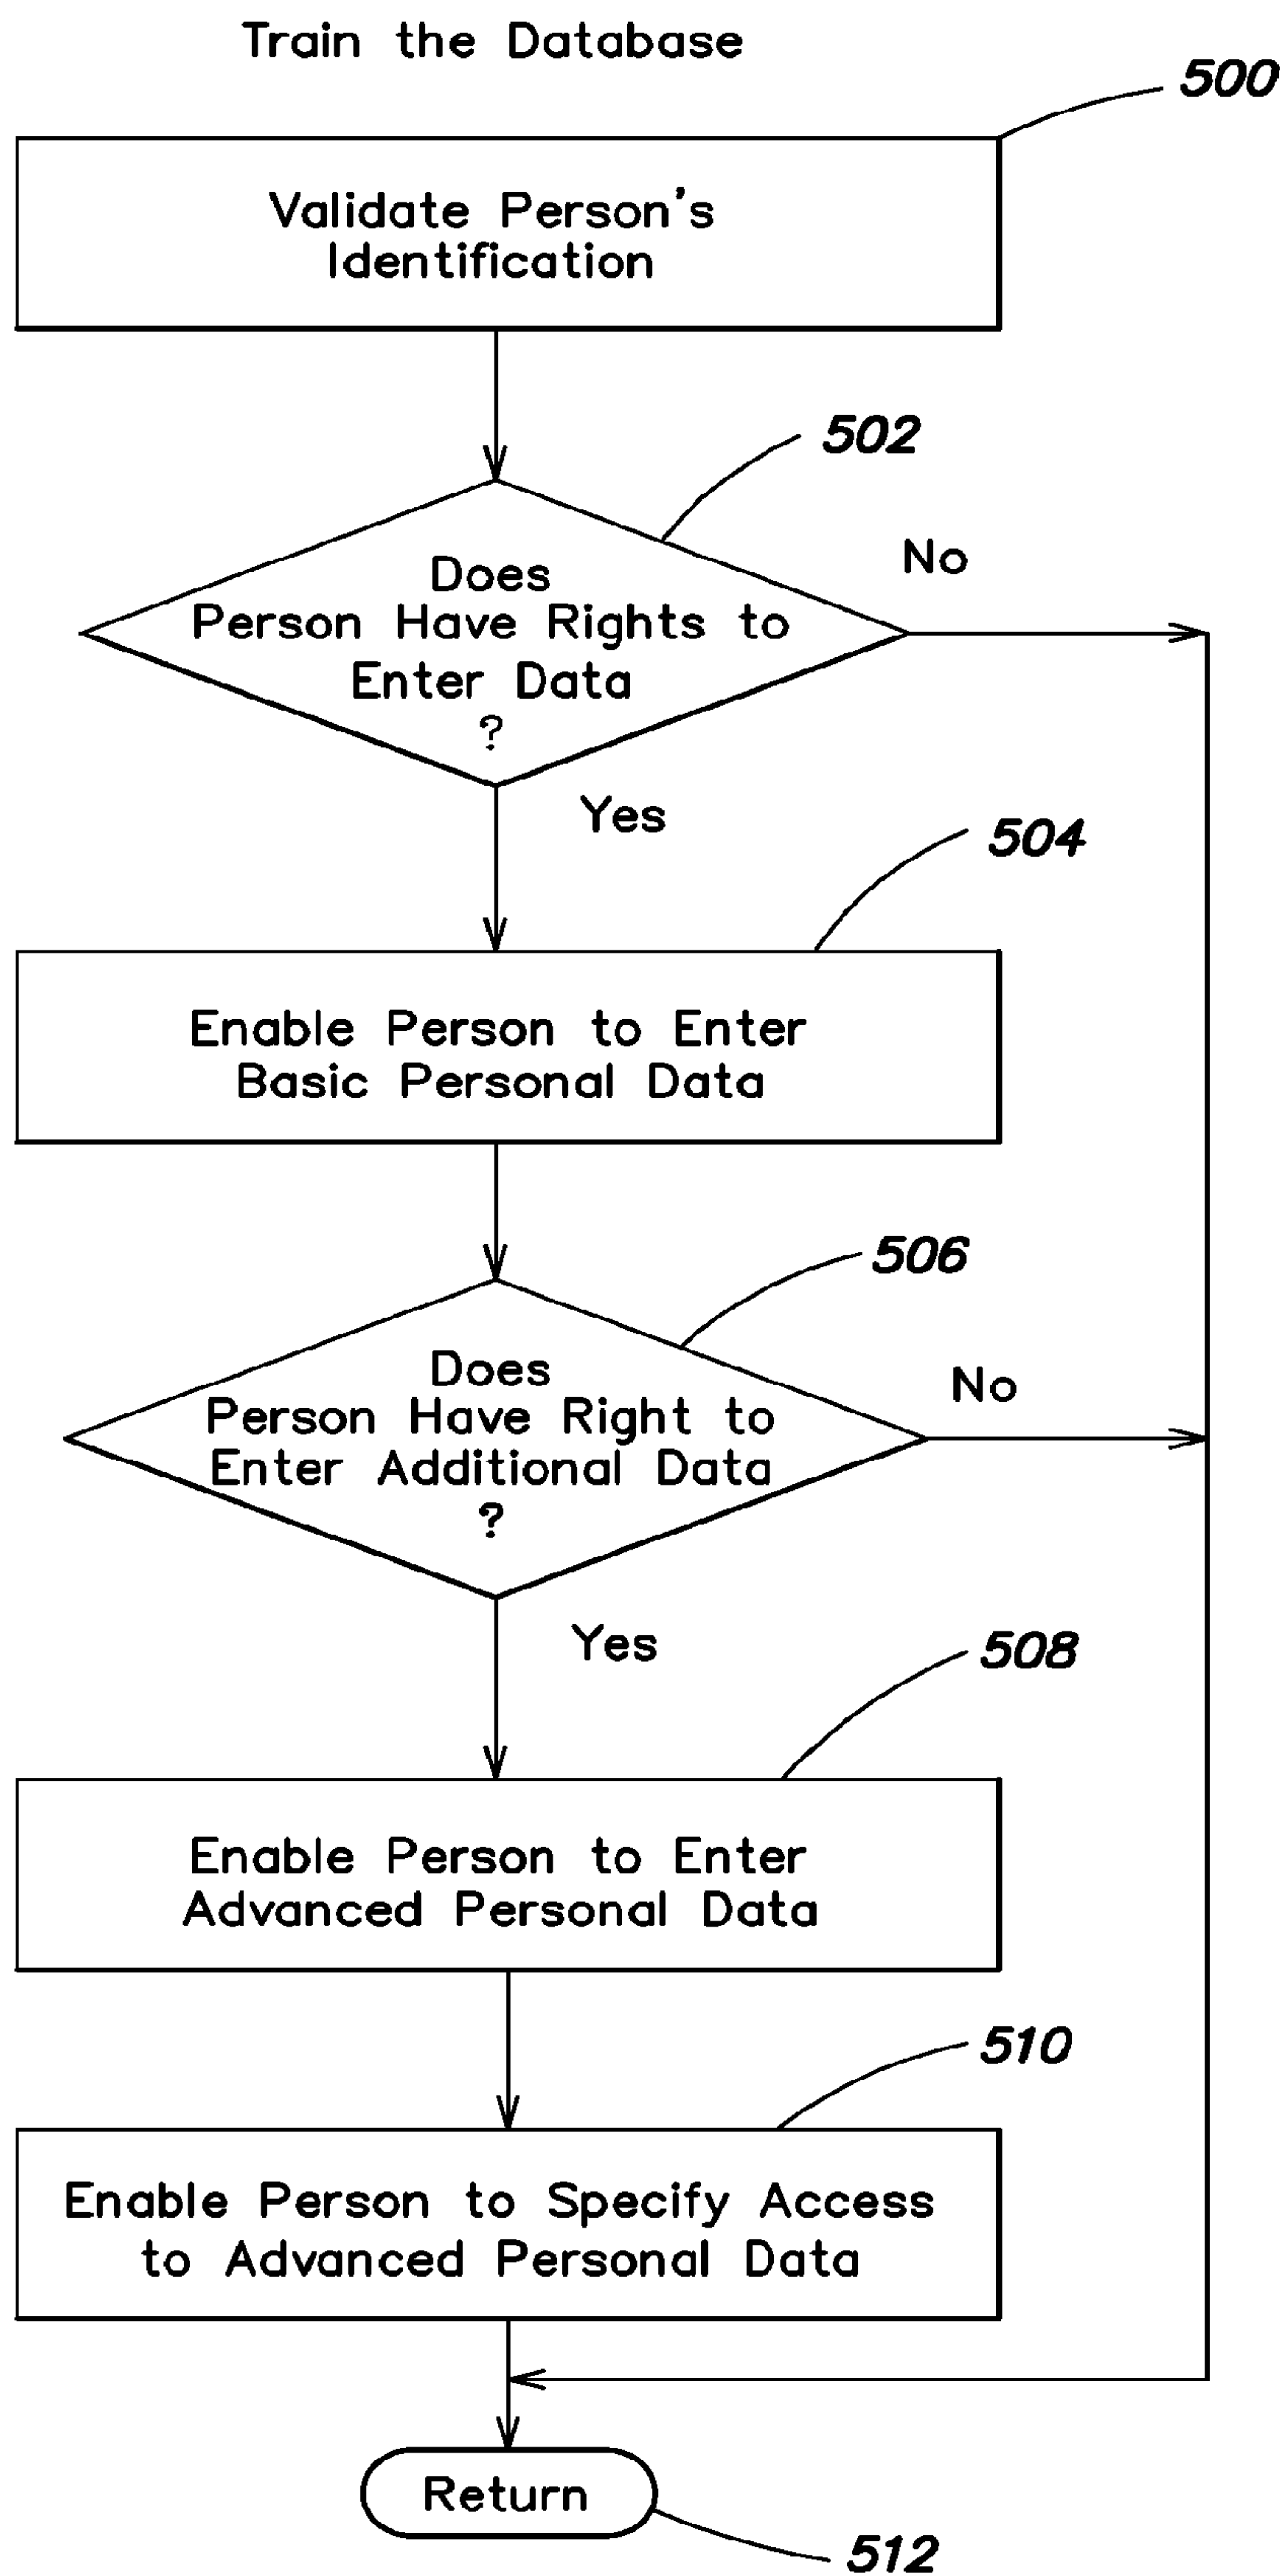 Train the Database
500
Validate Person's
Identification
502
Does
Person Have Rights to
Enter Data
?
No
Yes
504
Enable Person to Enter
Basic Personal Data
506
Does
Person Have Right to
Enter Additional Data
?
No
Yes
508
Enable Person to Enter
Advanced Personal Data
510
Enable Person to Specify Access
to Advanced Personal Data
Return
512